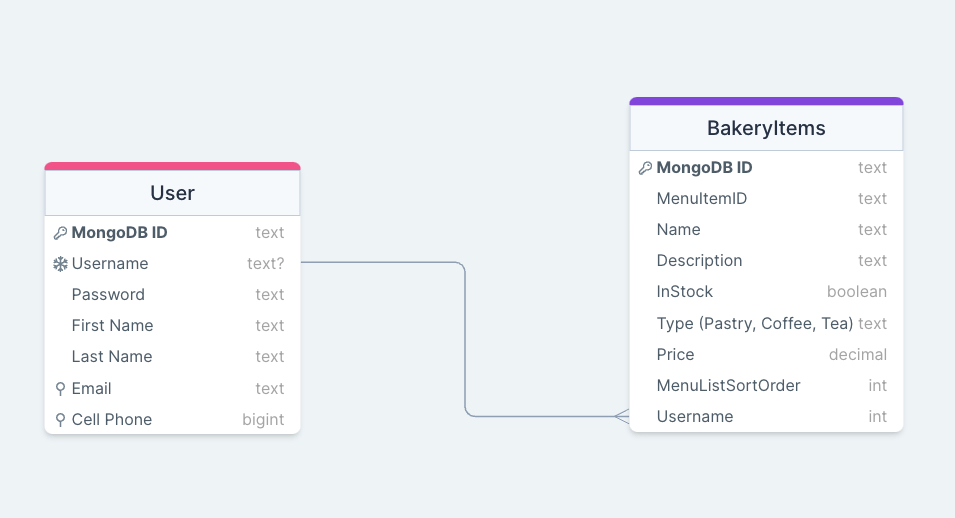 User
MongoDB ID text
Username text?
Password text
First Name text
Last Name text
Email text
Cell Phone bigint
BakeryItems
MongoDB ID text
MenuItemID text
Name text
Description text
InStock boolean
Type (Pastry, Coffee, Tea) text
Price decimal
MenuListSortOrder int
Username int